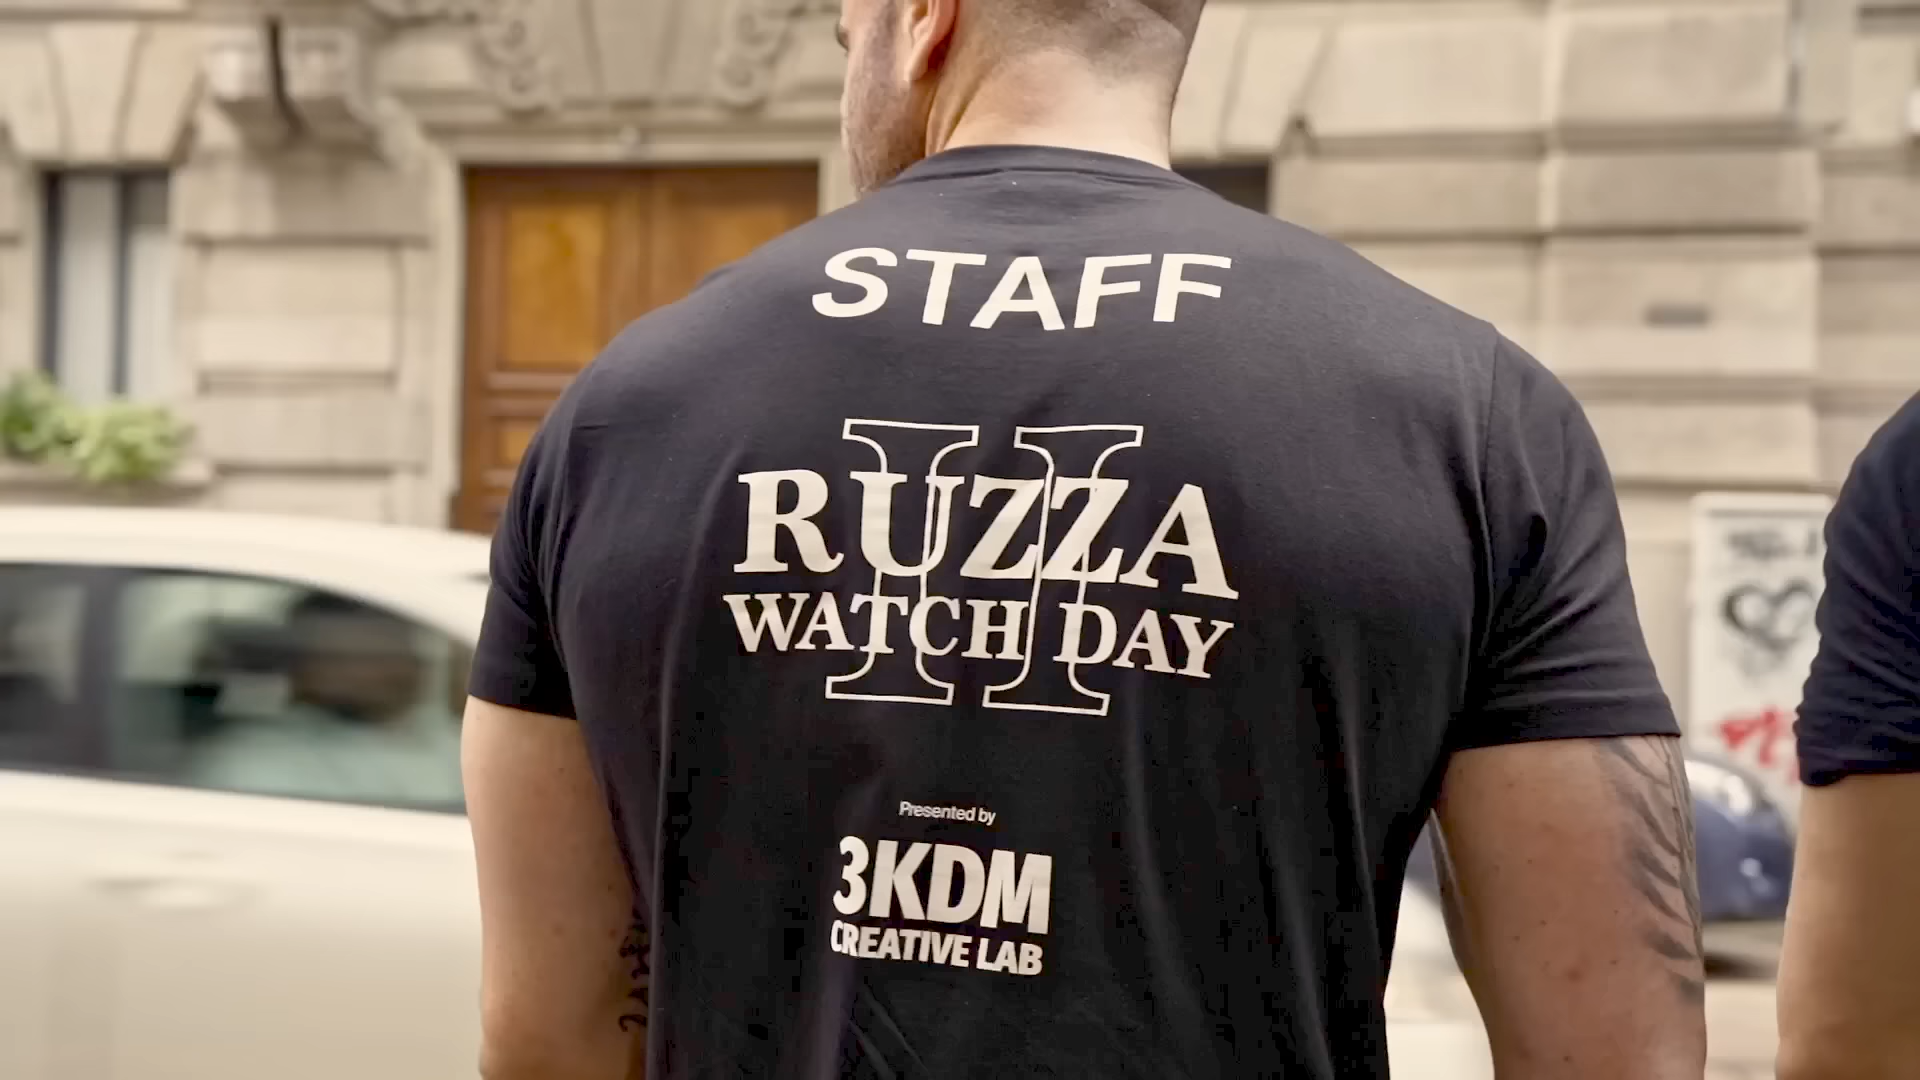 STAFF
II
RUZZA
WATCH DAY
Presented by
3KDM
CREATIVE LAB